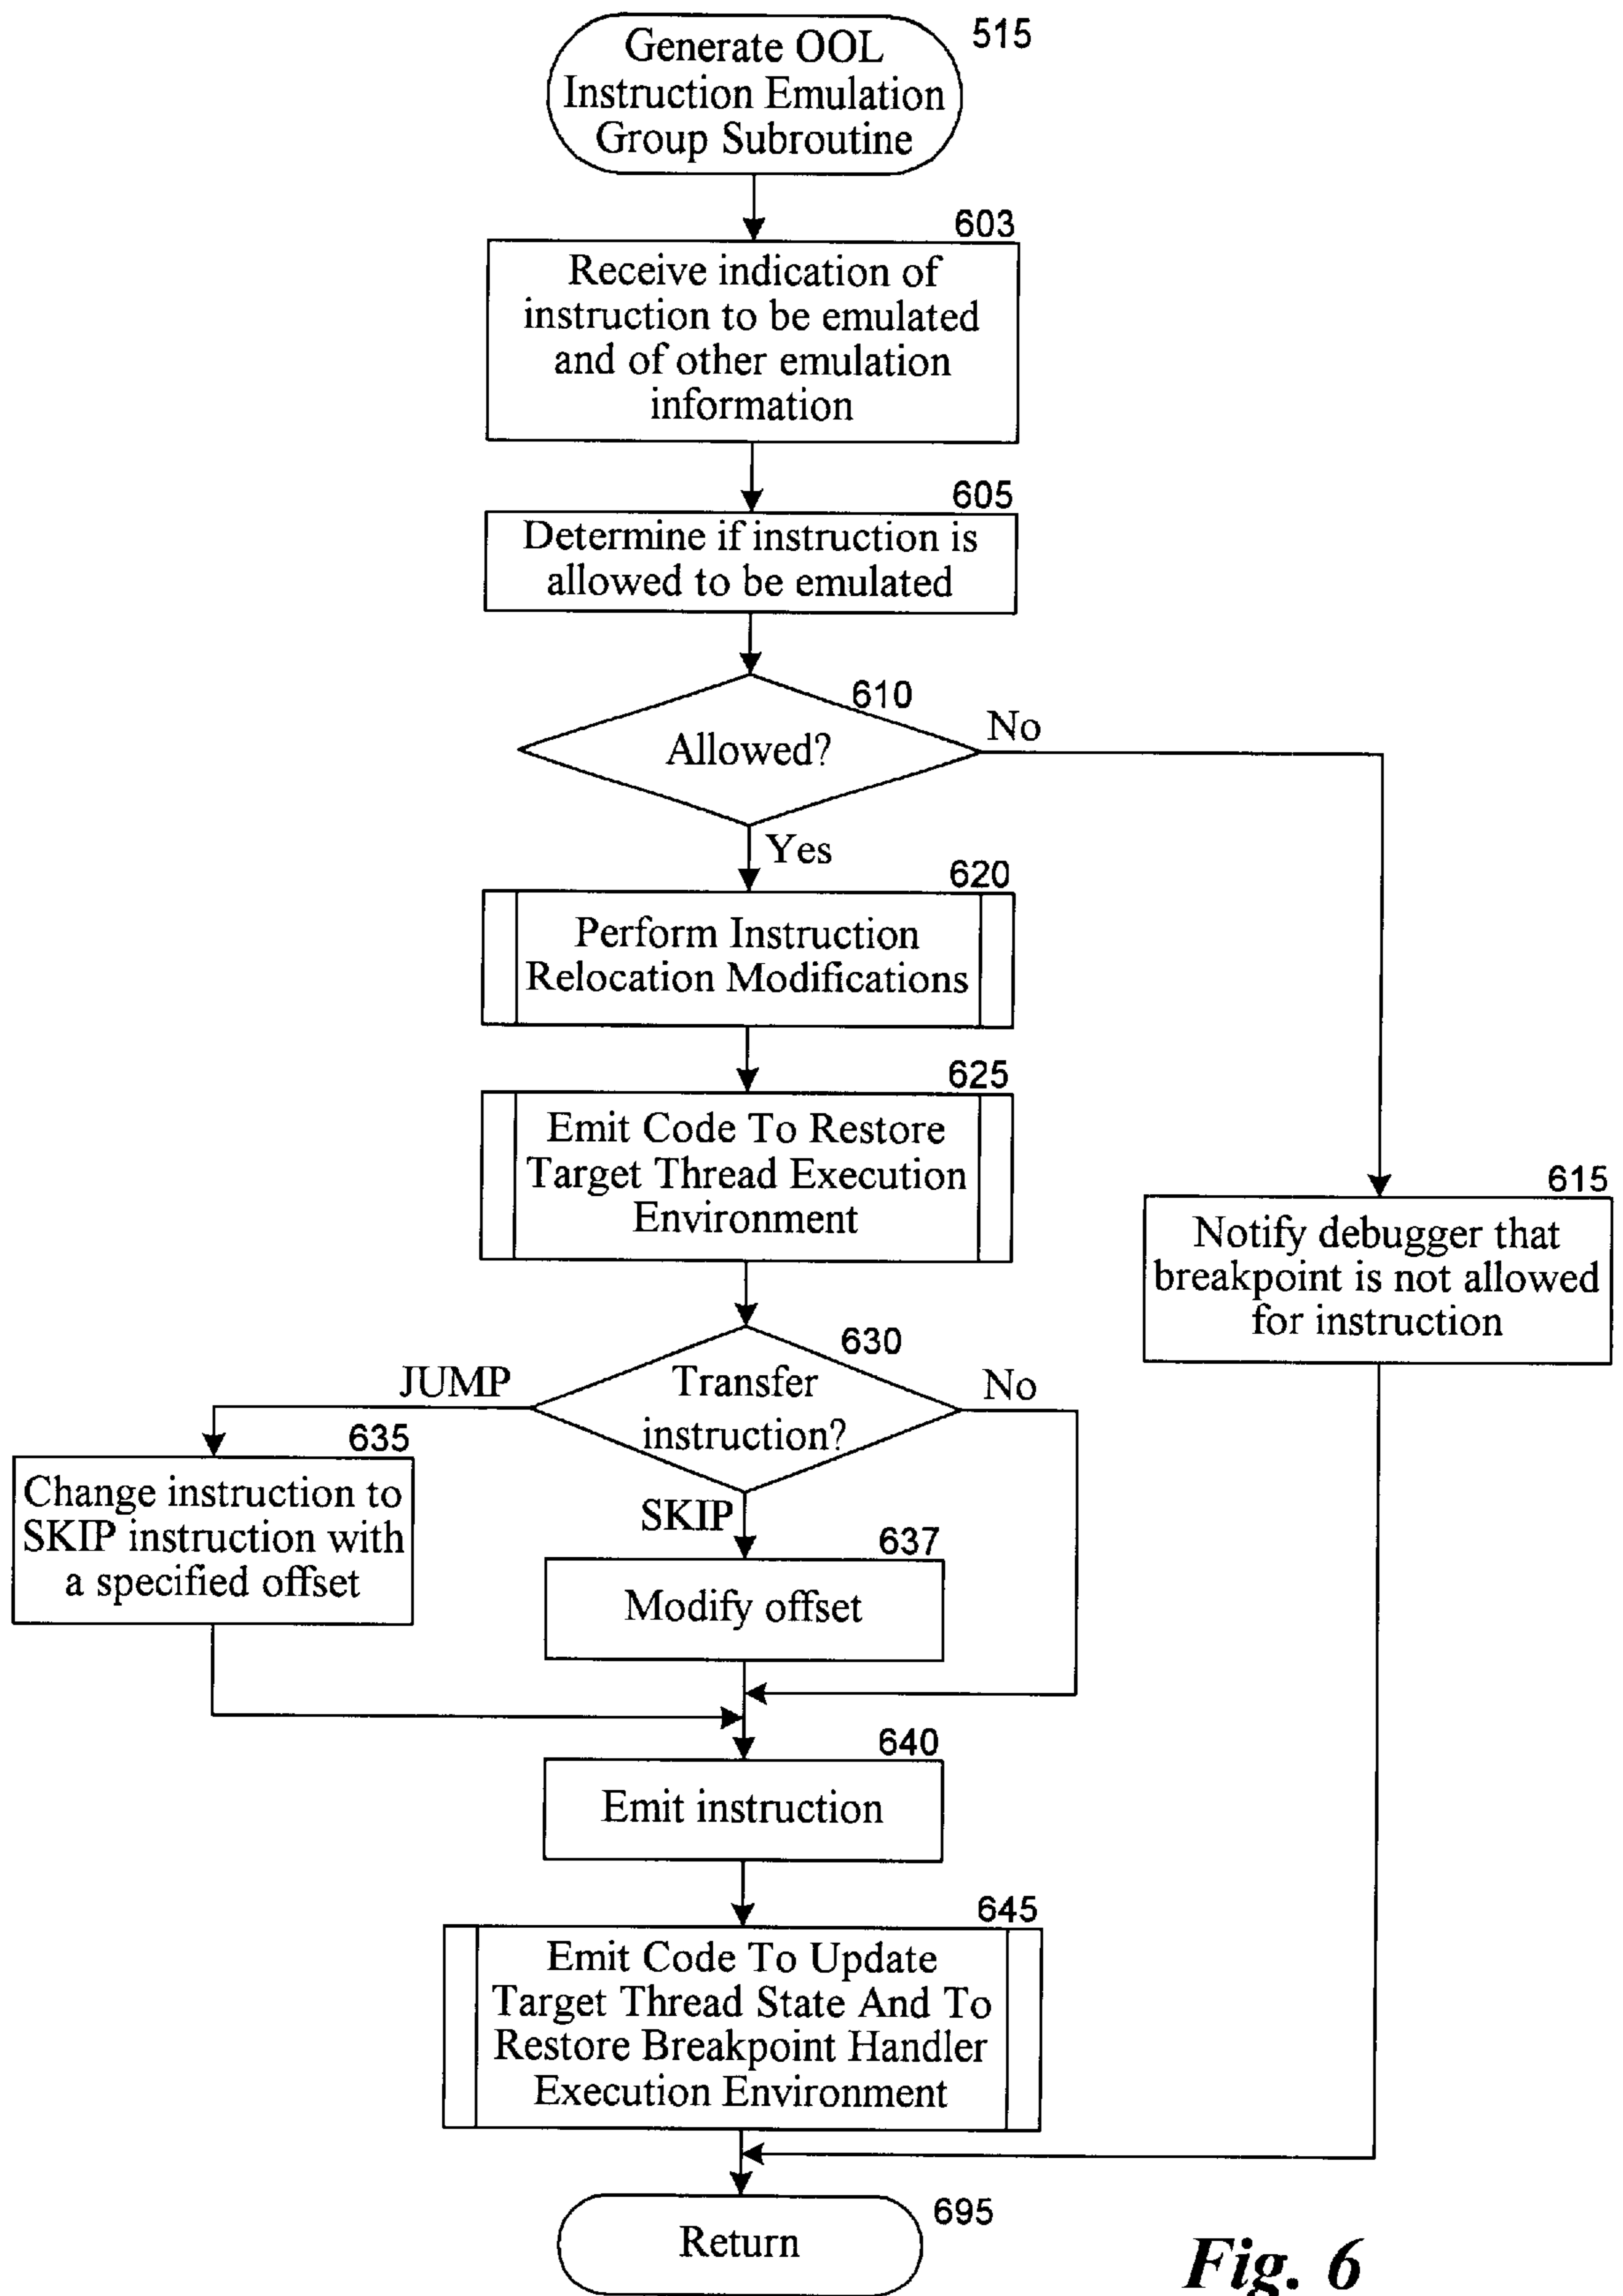 Generate OOL
Instruction Emulation
Group Subroutine
515
603
Receive indication of
instruction to be emulated
and of other emulation
information
605
Determine if instruction is
allowed to be emulated
610
Allowed?
No
Yes
620
Perform Instruction
Relocation Modifications
625
Emit Code To Restore
Target Thread Execution
Environment
615
Notify debugger that
breakpoint is not allowed
for instruction
630
Transfer
instruction?
JUMP
No
SKIP
635
Change instruction to
SKIP instruction with
a specified offset
637
Modify offset
640
Emit instruction
645
Emit Code To Update
Target Thread State And To
Restore Breakpoint Handler
Execution Environment
695
Return
Fig. 6